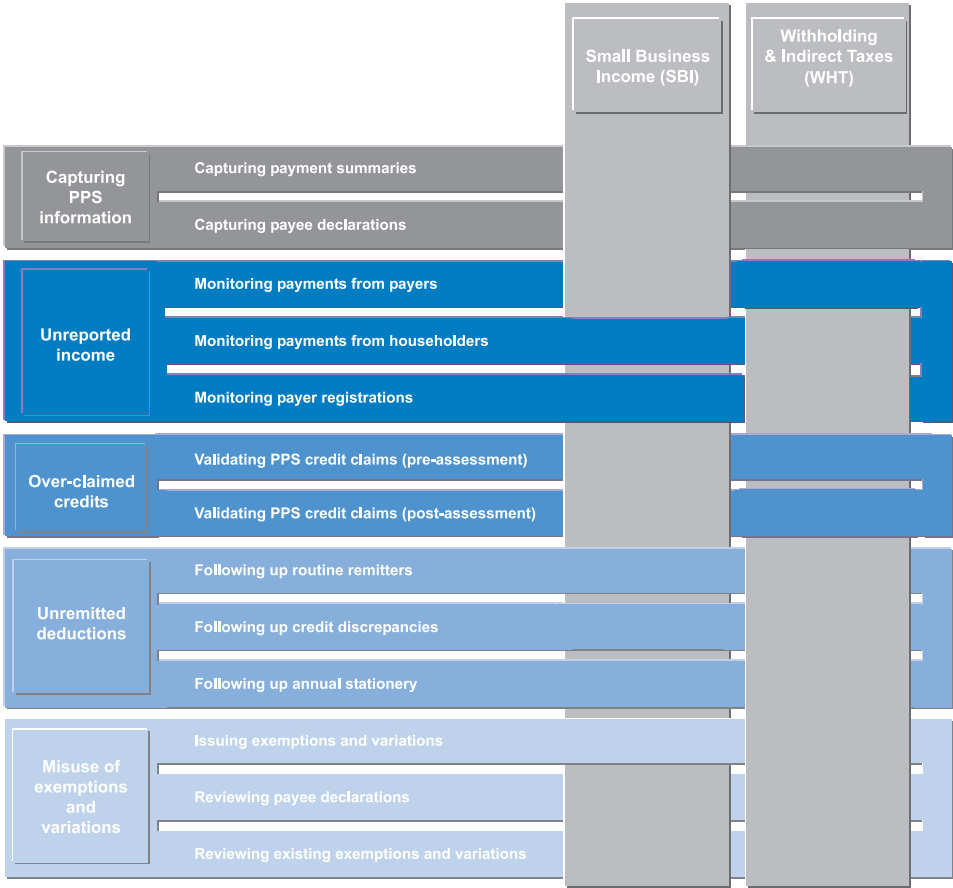 Small Business
Income (SBI)
Withholding
& Indirect Taxes
(WHT)
Capturing
PPS
information
Capturing payment summaries
Capturing payee declarations
Unreported
income
Monitoring payments from payers
Monitoring payments from householders
Monitoring payer registrations
Over-claimed
credits
Validating PPS credit claims (pre-assessment)
Validating PPS credit claims (post-assessment)
Unremitted
deductions
Following up routine remitters
Following up credit discrepancies
Following up annual stationery
Misuse of
exemptions
and
variations
Issuing exemptions and variations
Reviewing payee declarations
Reviewing existing exemptions and variations